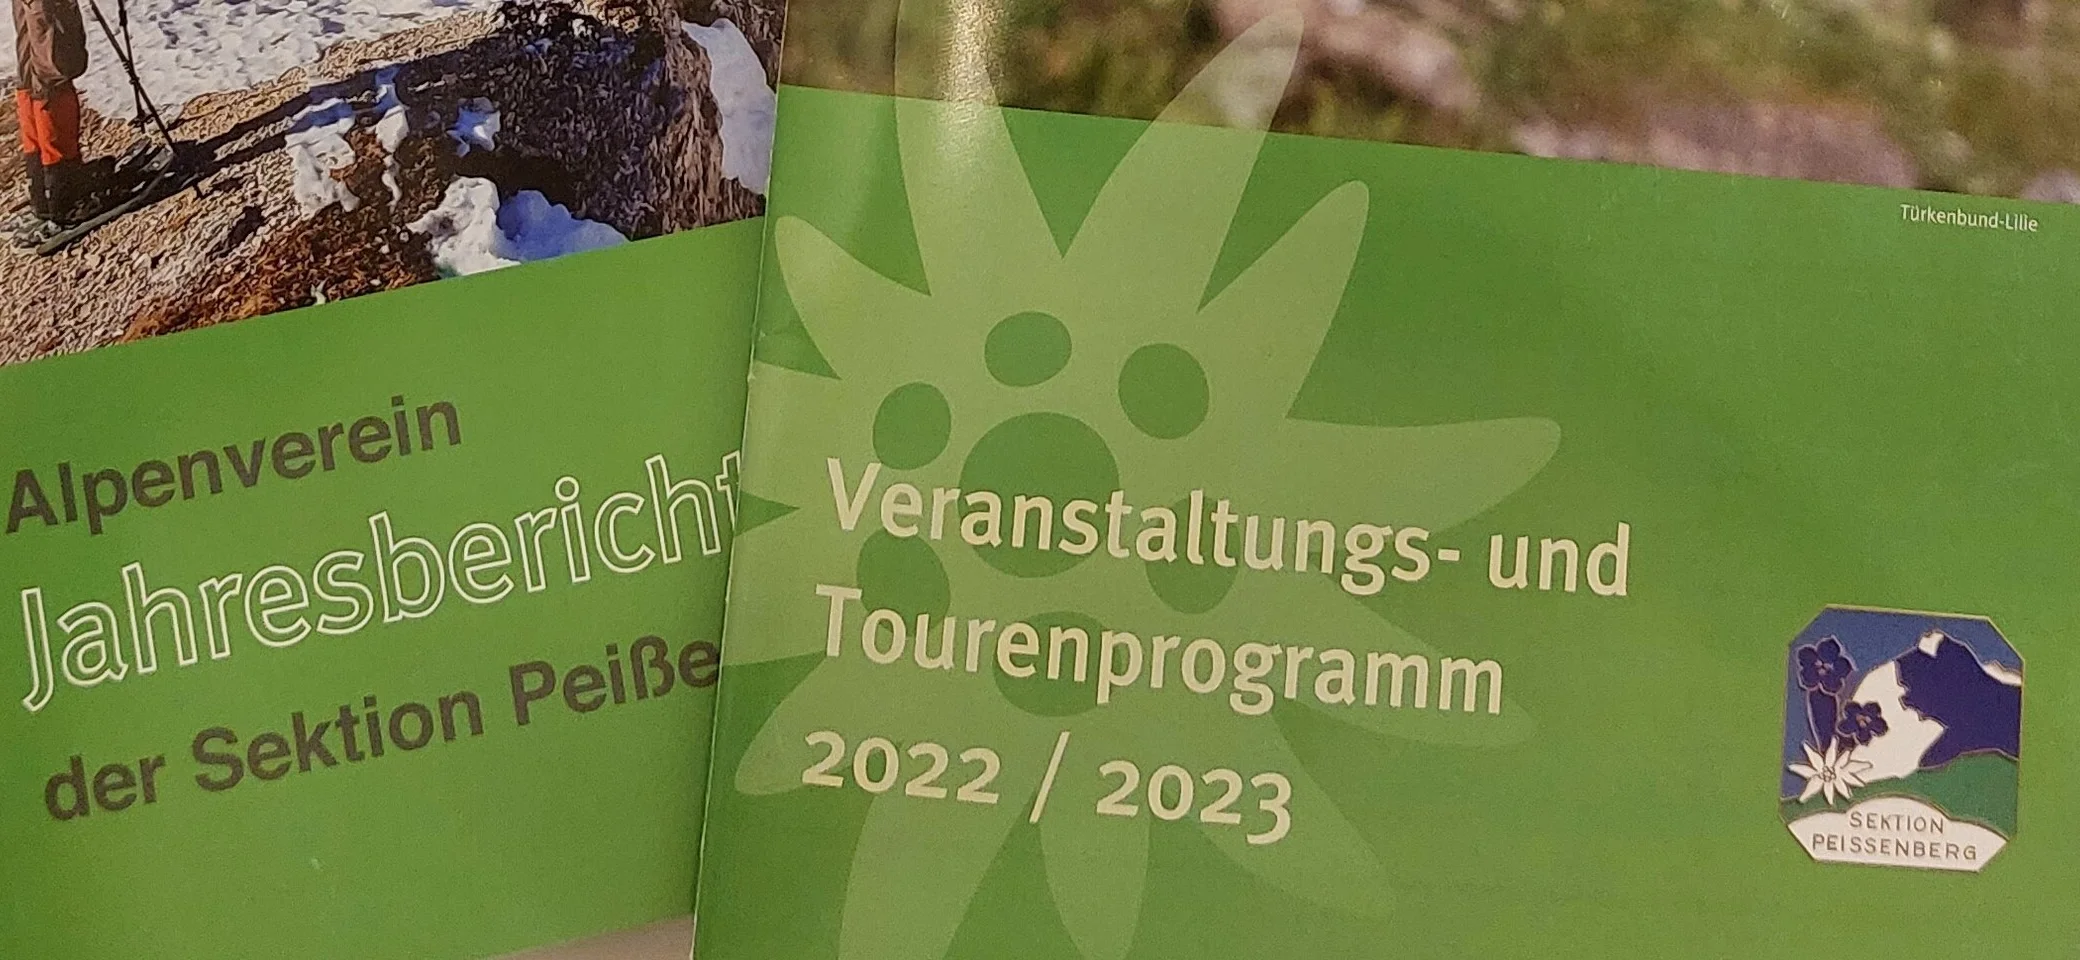 Alpenverein
Jahresbericht
der Sektion Peiße
Türkenbund-Lilie
Veranstaltungs- und
Tourenprogramm
2022 / 2023
SEKTION
PEISSENBERG